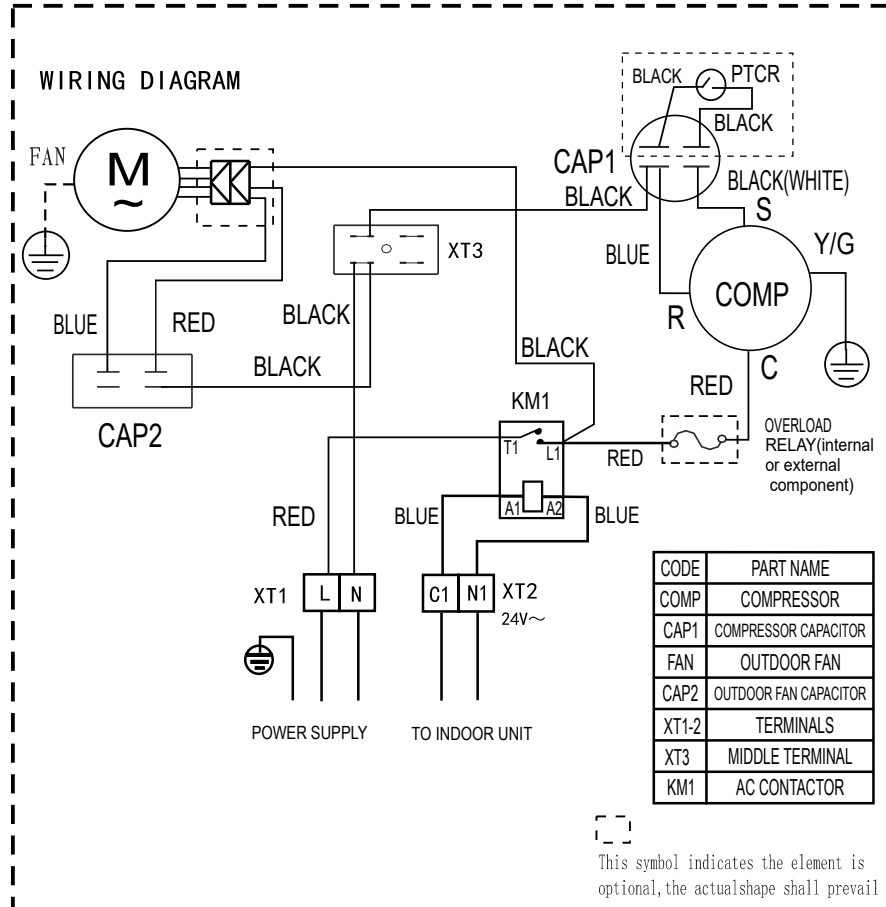 WIRING DIAGRAM
FAN
M
~
BLACK
PTCR
BLACK
CAP1
BLACK
BLACK(WHITE)
S
Y/G
XT3
BLUE
COMP
R
C
BLUE
RED
BLACK
BLACK
BLACK
RED
CAP2
KM1
T1
L1
RED
OVERLOAD
RELAY(internal
or external
component)
A1
A2
RED
BLUE
BLUE
XT1
L
N
C1
N1
XT2
24V~
POWER SUPPLY
TO INDOOR UNIT
CODE PART NAME
COMP COMPRESSOR
CAP1 COMPRESSOR CAPACITOR
FAN OUTDOOR FAN
CAP2 OUTDOOR FAN CAPACITOR
XT1-2 TERMINALS
XT3 MIDDLE TERMINAL
KM1 AC CONTACTOR
This symbol indicates the element is
optional,the actualshape shall prevail